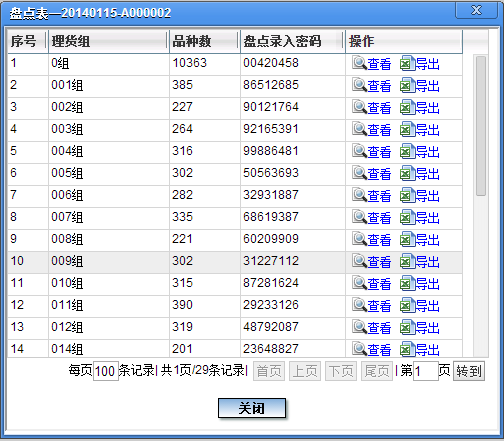 盘点表---20140115-A000002
序号 理货组 品种数 盘点录入密码 操作
1 0组 10363 00420458 查看 导出
2 001组 385 86512685 查看 导出
3 002组 227 90121764 查看 导出
4 003组 264 92165391 查看 导出
5 004组 316 99886481 查看 导出
6 005组 302 50563693 查看 导出
7 006组 282 32931887 查看 导出
8 007组 335 68619387 查看 导出
9 008组 221 60209909 查看 导出
10 009组 302 31227112 查看 导出
11 010组 315 87281624 查看 导出
12 011组 390 29233126 查看 导出
13 012组 319 48792087 查看 导出
14 014组 201 23648827 查看 导出
每页100条记录| 共1页/29条记录| 首页 上页 下页 尾页 | 第1页 转到
关闭